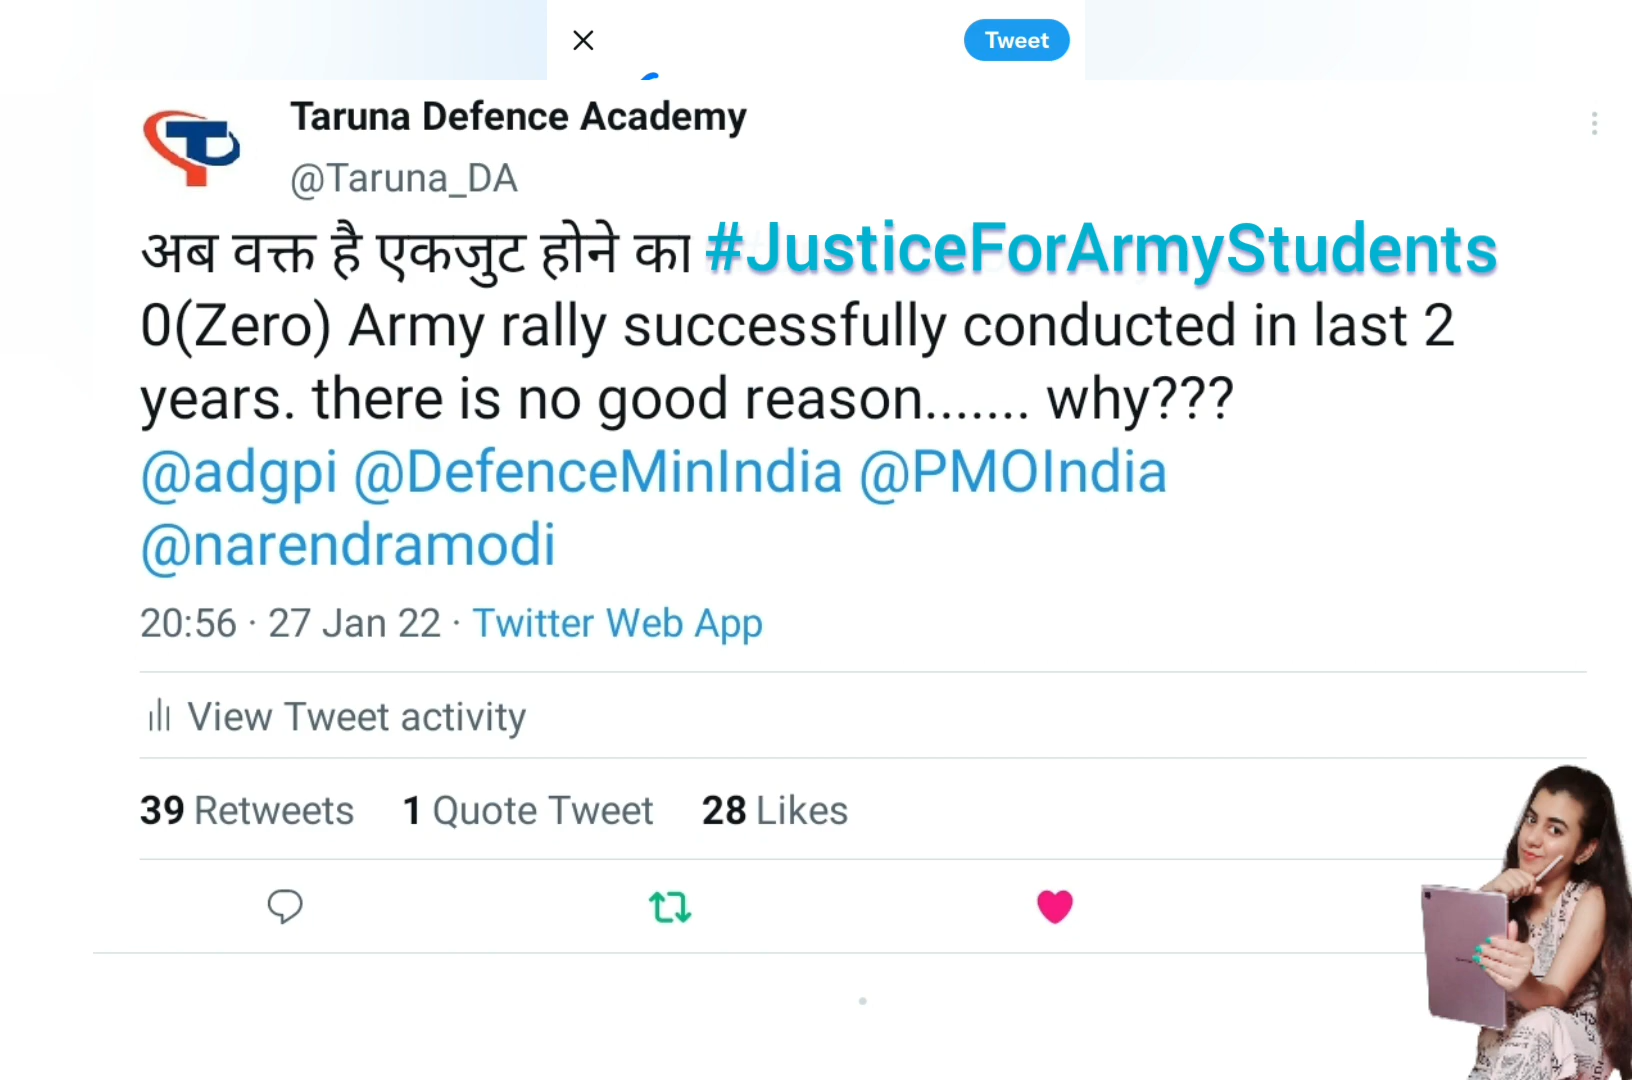 Tweet
Taruna Defence Academy
@Taruna_DA
अब वक्त है एकजुट होने का #JusticeForArmyStudents
0(Zero) Army rally successfully conducted in last 2
years. there is no good reason....... why???
@adgpi @DefenceMinIndia @PMOIndia
@narendramodi
20:56 · 27 Jan 22 · Twitter Web App
View Tweet activity
39 Retweets 1 Quote Tweet 28 Likes